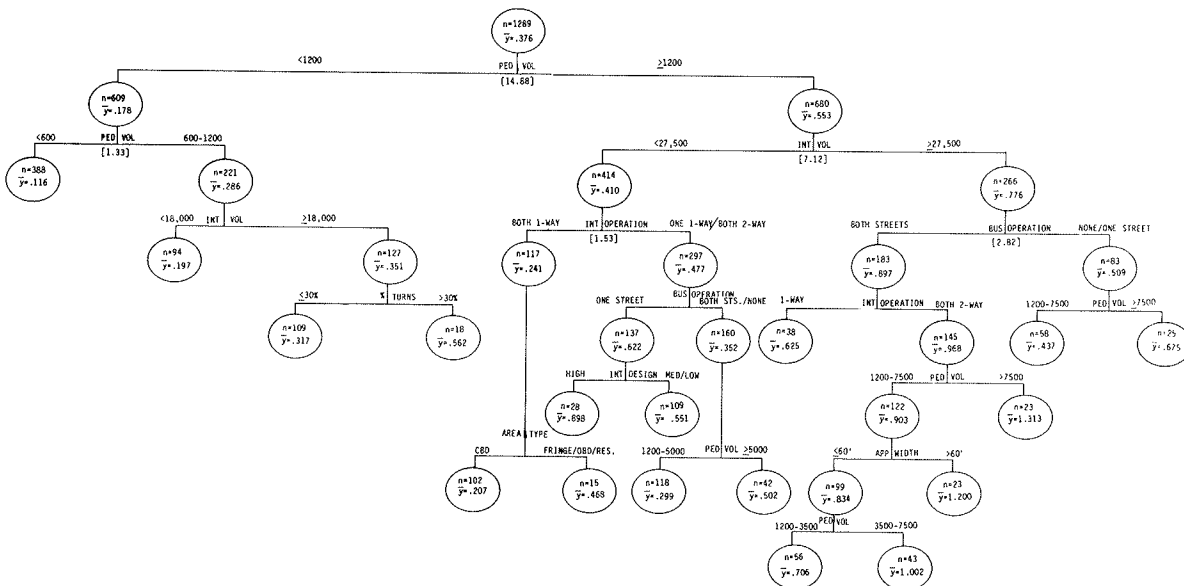 n=1289
y=.376
<1200
PED VOL
≥1200
[14.68]
n=609
y=.178
n=680
y=.553
<600
PED VOL
600-1200
[1.33]
<27,500
INT VOL
≥27,500
[7.12]
n=388
y=.116
n=221
y=.286
n=414
y=.410
n=266
y=.776
<18,000
INT VOL
≥18,000
BOTH 1-WAY
INT OPERATION
ONE 1-WAY/BOTH 2-WAY
[1.53]
BOTH STREETS
BUS OPERATION
NONE/ONE STREET
[2.82]
n=94
y=.197
n=127
y=.351
n=117
y=.241
n=297
y=.477
n=183
y=.897
n=83
y=.509
≤30%
% TURNS
>30%
ONE STREET
BUS OPERATION
BOTH STS./NONE
1-WAY
INT OPERATION
BOTH 2-WAY
1200-7500
PED VOL
≥7500
n=109
y=.317
n=18
y=.562
n=137
y=.622
n=160
y=.352
n=38
y=.625
n=145
y=.968
n=58
y=.437
n=25
y=.675
HIGH
INT DESIGN
MED/LOW
1200-7500
PED VOL
>7500
n=28
y=.898
n=109
y=.551
n=122
y=.903
n=23
y=1.313
AREA TYPE
CBD
FRINGE/OBD/RES.
1200-5000
PED VOL
≥5000
≤60'
APP WIDTH
>60'
n=102
y=.207
n=15
y=.468
n=118
y=.299
n=42
y=.502
n=99
y=.834
n=23
y=1.200
1200-3500
PED VOL
3500-7500
n=56
y=.706
n=43
y=1.002